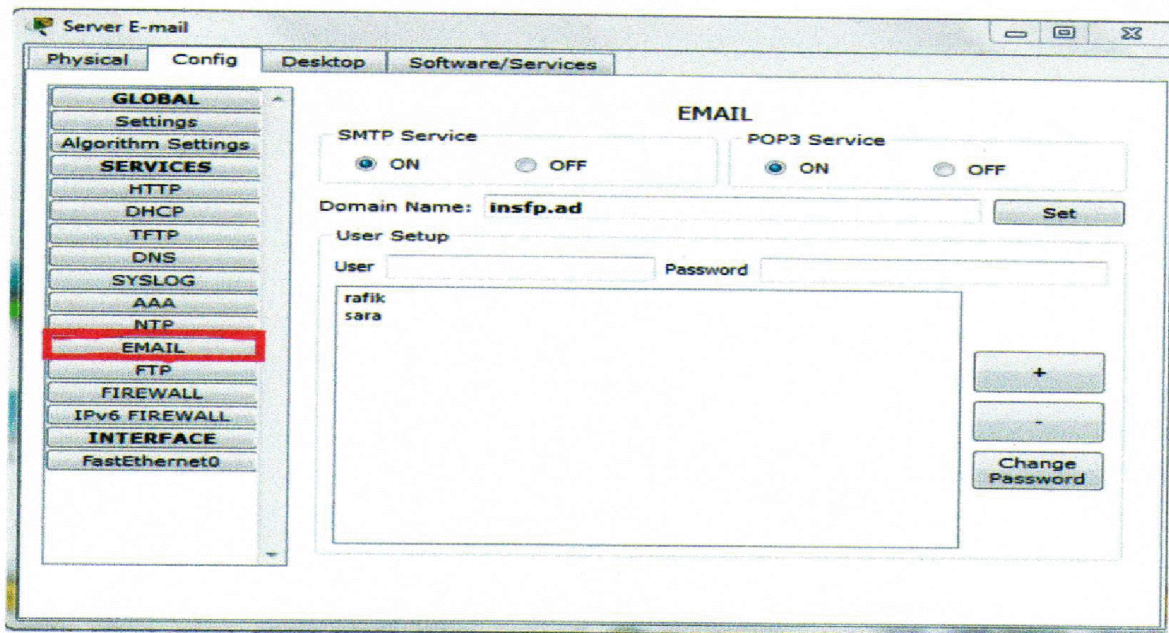 Server E-mail
Physical
Config
Desktop
Software/Services
GLOBAL
Settings
Algorithm Settings
SERVICES
HTTP
DHCP
TFTP
DNS
SYSLOG
AAA
NTP
EMAIL
FTP
FIREWALL
IPv6 FIREWALL
INTERFACE
FastEthernet0
EMAIL
SMTP Service
ON
OFF
POP3 Service
ON
OFF
Domain Name: insfp.ad
Set
User Setup
User
Password
rafik
sara
+
-
Change
Password